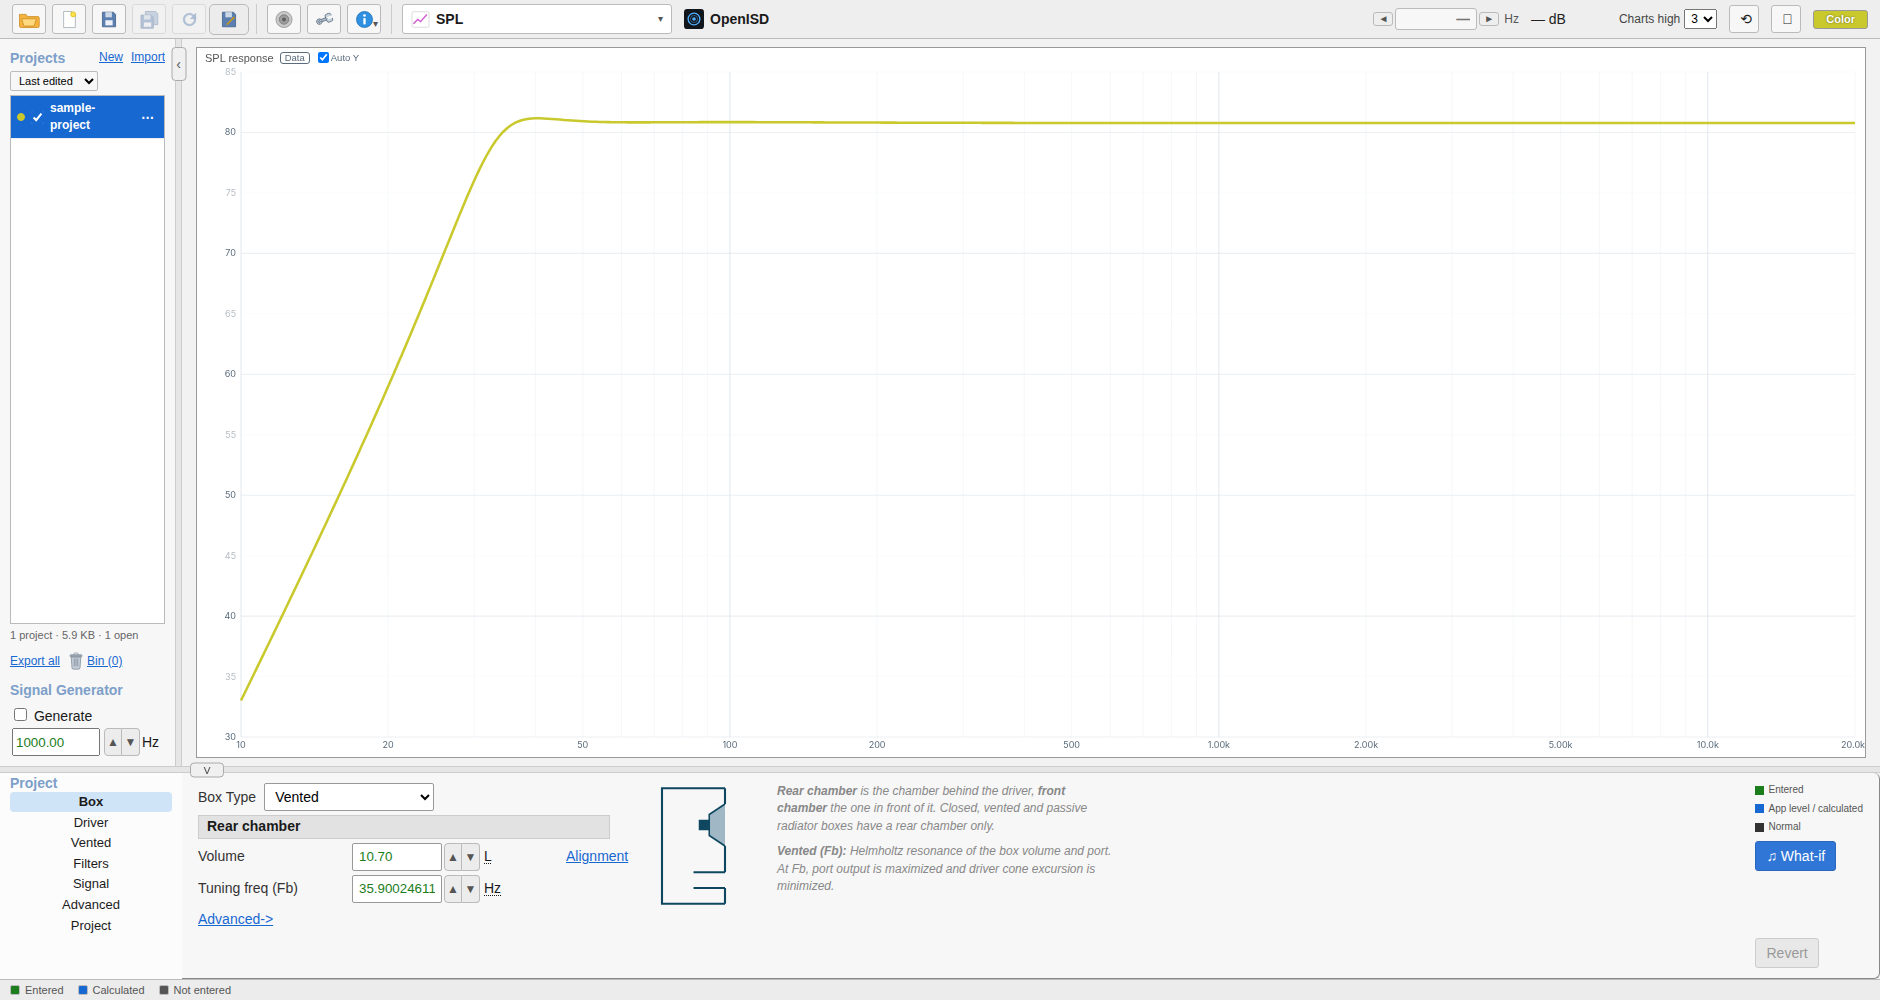 SPL
OpenISD
— Hz — dB
Charts high 3
Color
Projects New Import
Last edited
sample-
project
1 project · 5.9 KB · 1 open
Export all Bin (0)
Signal Generator
Generate
1000.00 Hz
SPL response Data Auto Y
85
80
75
70
65
60
55
50
45
40
35
30
10 20 50 100 200 500 1.00k 2.00k 5.00k 10.0k 20.0k
V
Project
Box
Driver
Vented
Filters
Signal
Advanced
Project
Box Type Vented
Rear chamber
Volume 10.70 L Alignment
Tuning freq (Fb) 35.90024611 Hz
Advanced->
Rear chamber is the chamber behind the driver, front
chamber the one in front of it. Closed, vented and passive
radiator boxes have a rear chamber only.
Vented (Fb): Helmholtz resonance of the box volume and port.
At Fb, port output is maximized and driver cone excursion is
minimized.
Entered
App level / calculated
Normal
♫ What-if
Revert
Entered Calculated Not entered